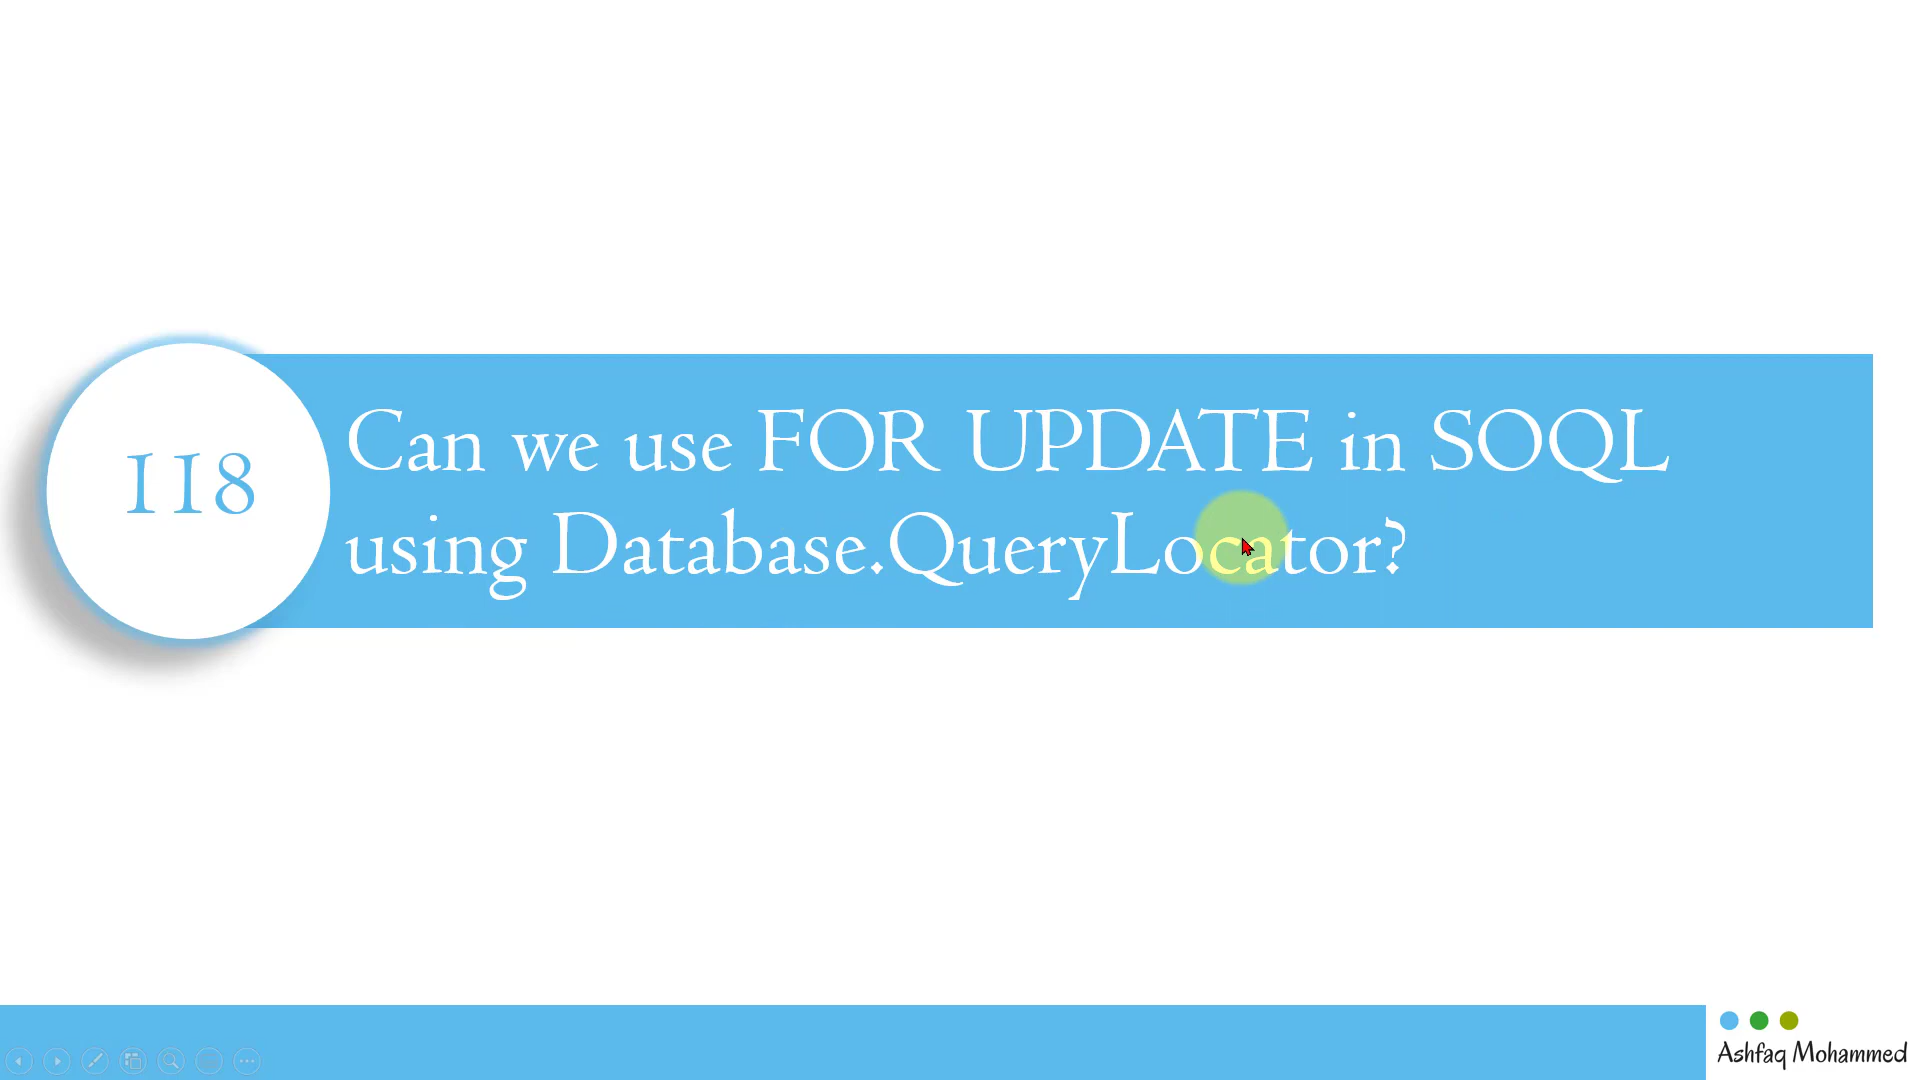 118
Can we use FOR UPDATE in SOQL
using Database.QueryLocator?
Ashfaq Mohammed